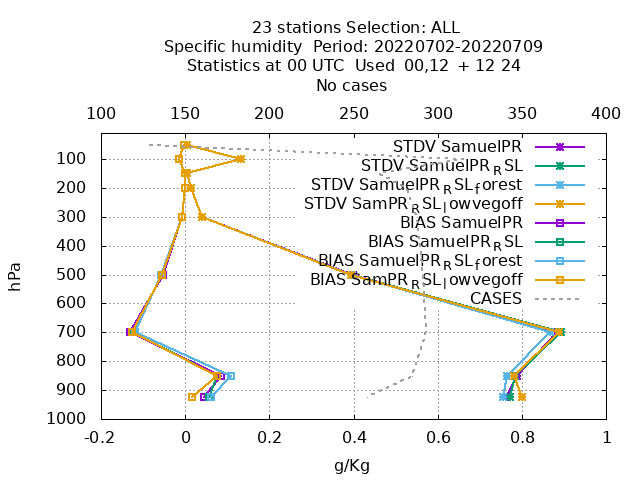 23 stations Selection: ALL
Specific humidity  Period: 20220702-20220709
Statistics at 00 UTC  Used  00,12  + 12 24
No cases
100 150 200 250 300 350 400
STDV SamuelPR
STDV SamuelPR_RSL
STDV SamuelPR_RSL_forest
STDV SamPR_RSL_lowvegoff
BIAS SamuelPR
BIAS SamuelPR_RSL
BIAS SamuelPR_RSL_forest
BIAS SamPR_RSL_lowvegoff
CASES
hPa
100
200
300
400
500
600
700
800
900
1000
-0.2 0 0.2 0.4 0.6 0.8 1
g/Kg